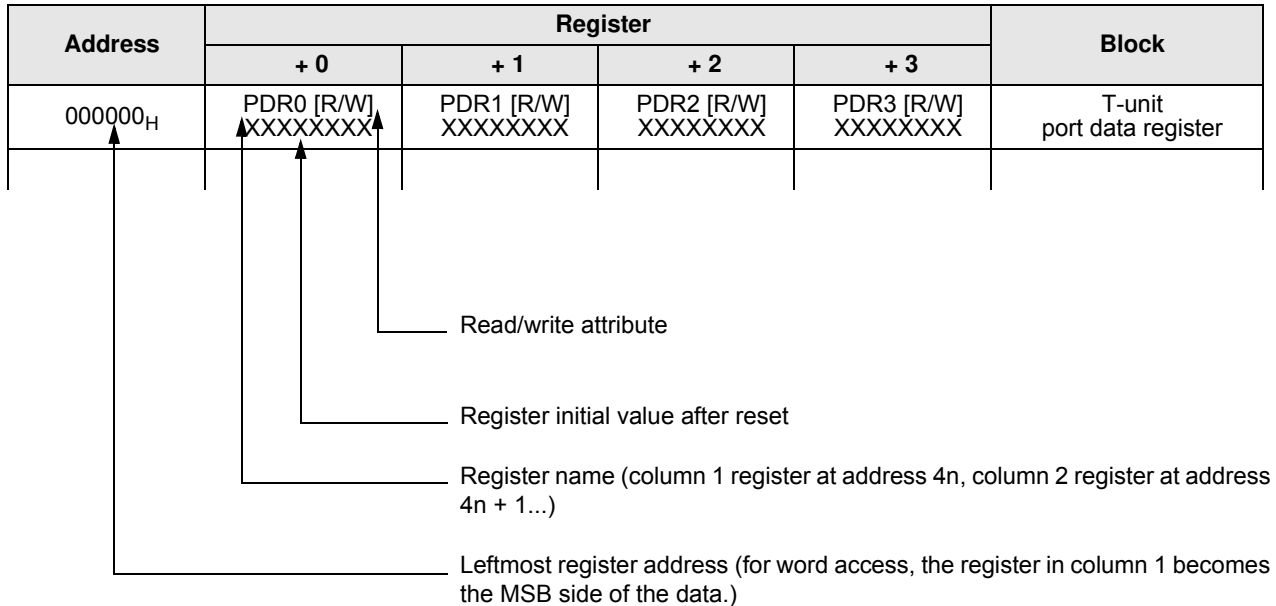 Address Register Block
+ 0 + 1 + 2 + 3
000000H PDR0 [R/W] PDR1 [R/W] PDR2 [R/W] PDR3 [R/W] T-unit
XXXXXXXX XXXXXXXX XXXXXXXX XXXXXXXX port data register
Read/write attribute
Register initial value after reset
Register name (column 1 register at address 4n, column 2 register at address
4n + 1...)
Leftmost register address (for word access, the register in column 1 becomes
the MSB side of the data.)